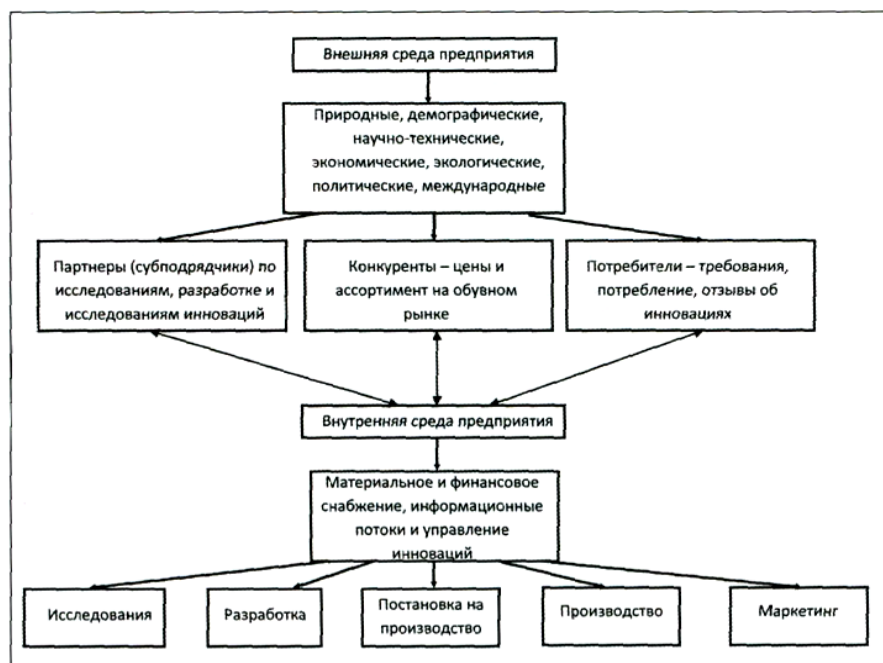 Внешняя среда предприятия
Природные, демографические,
научно-технические,
экономические, экологические,
политические, международные
Партнеры (субподрядчики) по
исследованиям, разработке и
исследованиям инноваций
Конкуренты – цены и
ассортимент на обувном
рынке
Потребители – требования,
потребление, отзывы об
инновациях
Внутренняя среда предприятия
Материальное и финансовое
снабжение, информационные
потоки и управление
инноваций
Исследования
Разработка
Постановка на
производство
Производство
Маркетинг